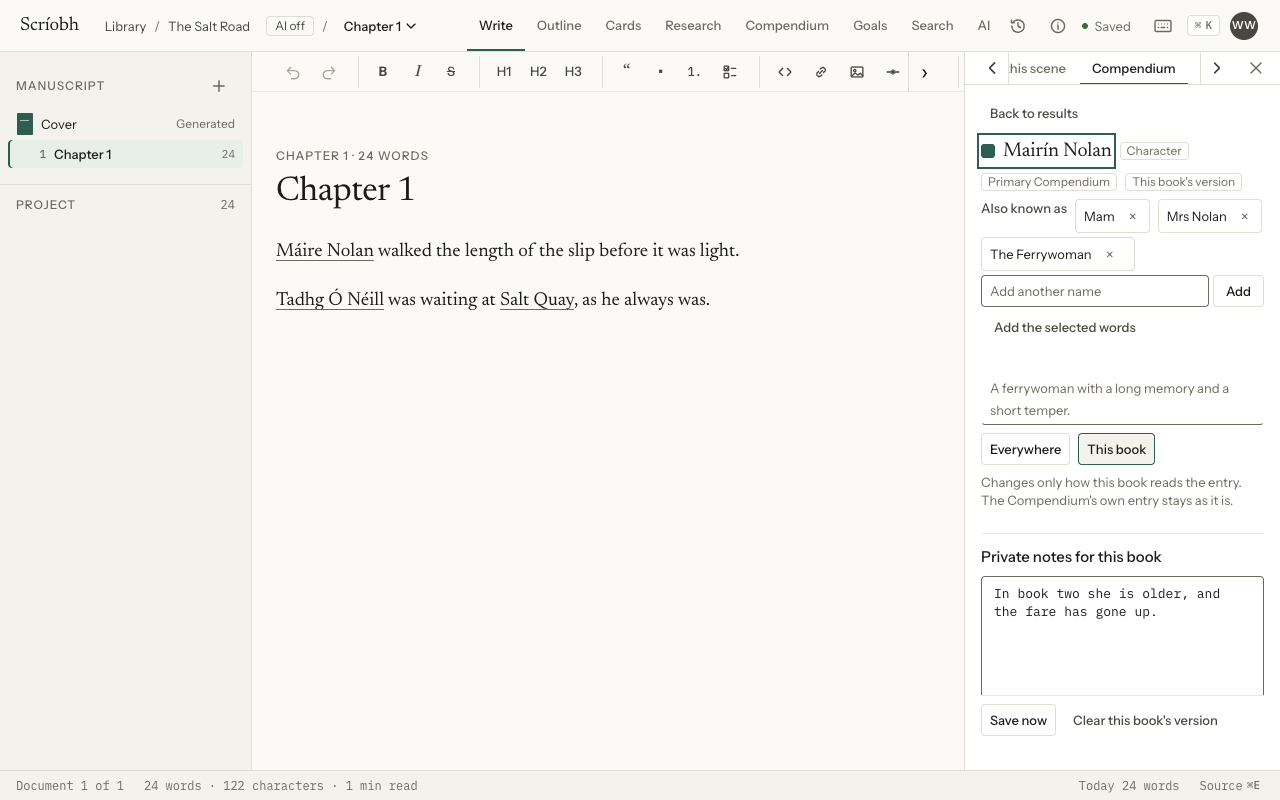 Scríobh
Library / The Salt Road AI off / Chapter 1
Write Outline Cards Research Compendium Goals Search AI
Saved ⌘ K WW
MANUSCRIPT
Cover Generated
1 Chapter 1 24
PROJECT 24
B I S H1 H2 H3 “ 1.
CHAPTER 1 · 24 WORDS
Chapter 1
Máire Nolan walked the length of the slip before it was light.
Tadhg Ó Néill was waiting at Salt Quay, as he always was.
his scene Compendium
Back to results
Mairín Nolan Character
Primary Compendium This book's version
Also known as Mam × Mrs Nolan ×
The Ferrywoman ×
Add another name Add
Add the selected words
A ferrywoman with a long memory and a
short temper.
Everywhere This book
Changes only how this book reads the entry.
The Compendium's own entry stays as it is.
Private notes for this book
In book two she is older, and
the fare has gone up.
Save now Clear this book's version
Document 1 of 1 24 words · 122 characters · 1 min read
Today 24 words Source ⌘E